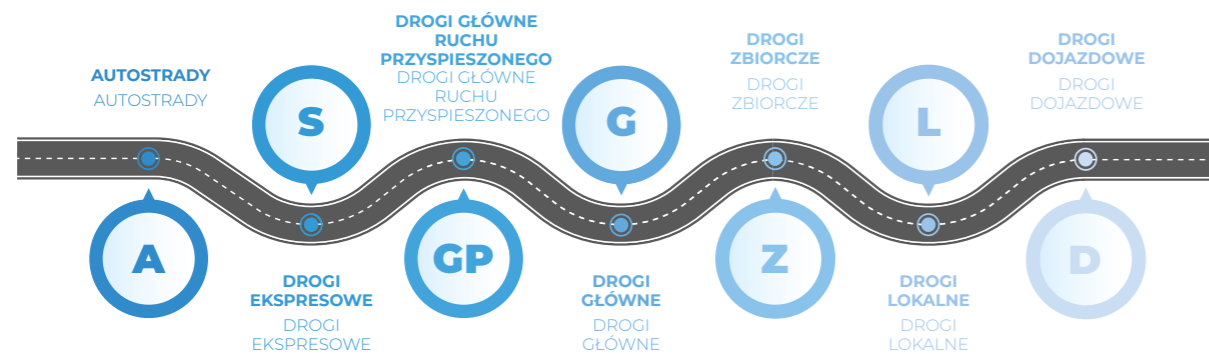 AUTOSTRADY
AUTOSTRADY
A
S
DROGI
EKSPRESOWE
DROGI
EKSPRESOWE
DROGI GŁÓWNE
RUCHU
PRZYSPIESZONEGO
DROGI GŁÓWNE
RUCHU
PRZYSPIESZONEGO
GP
G
DROGI
GŁÓWNE
DROGI
GŁÓWNE
DROGI
ZBIORCZE
DROGI
ZBIORCZE
Z
L
DROGI
LOKALNE
DROGI
LOKALNE
DROGI
DOJAZDOWE
DROGI
DOJAZDOWE
D